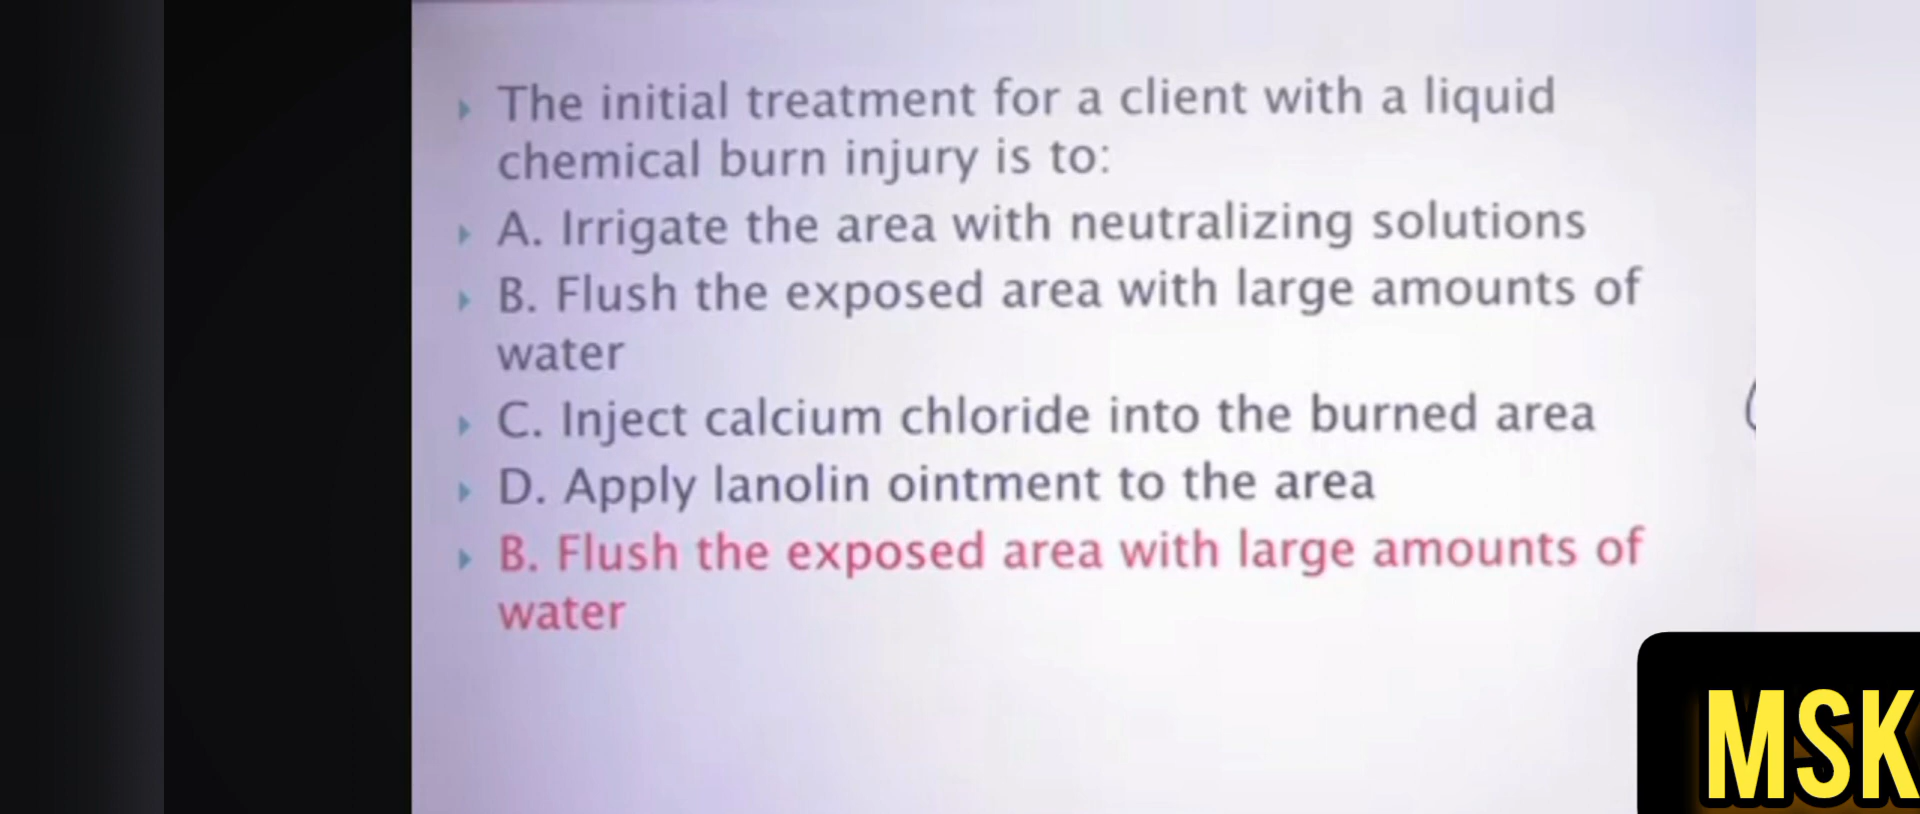 The initial treatment for a client with a liquid
chemical burn injury is to:
A. Irrigate the area with neutralizing solutions
B. Flush the exposed area with large amounts of
water
C. Inject calcium chloride into the burned area
D. Apply lanolin ointment to the area
B. Flush the exposed area with large amounts of
water
MSK